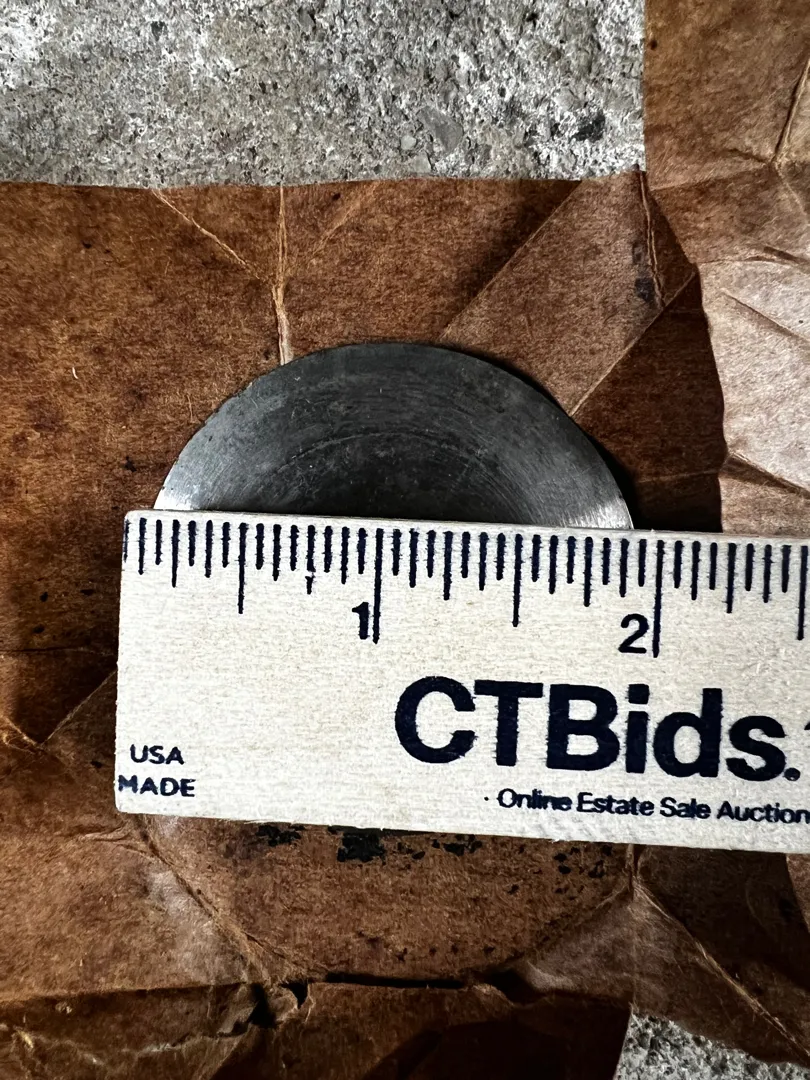 1 2
CTBids.
USA
MADE
· Online Estate Sale Auction